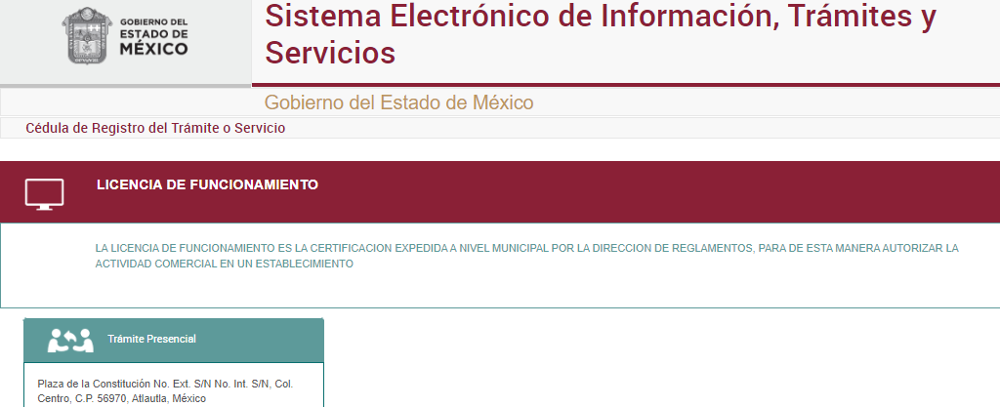 GOBIERNO DEL
ESTADO DE
MÉXICO
Sistema Electrónico de Información, Trámites y
Servicios
Gobierno del Estado de México
Cédula de Registro del Trámite o Servicio
LICENCIA DE FUNCIONAMIENTO
LA LICENCIA DE FUNCIONAMIENTO ES LA CERTIFICACION EXPEDIDA A NIVEL MUNICIPAL POR LA DIRECCION DE REGLAMENTOS, PARA DE ESTA MANERA AUTORIZAR LA
ACTIVIDAD COMERCIAL EN UN ESTABLECIMIENTO
Trámite Presencial
Plaza de la Constitución No. Ext. S/N No. Int. S/N, Col.
Centro, C.P. 56970, Atlautla, México